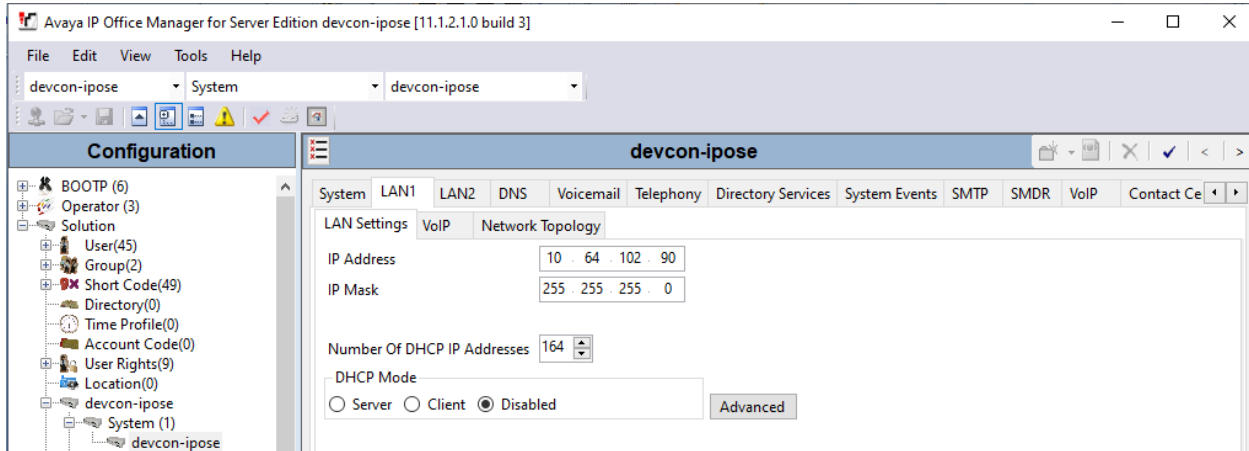 Avaya IP Office Manager for Server Edition devcon-ipose [11.1.2.1.0 build 3]
File Edit View Tools Help
devcon-ipose System devcon-ipose
Configuration
BOOTP (6)
Operator (3)
Solution
User(45)
Group(2)
Short Code(49)
Directory(0)
Time Profile(0)
Account Code(0)
User Rights(9)
Location(0)
devcon-ipose
System (1)
devcon-ipose
devcon-ipose
System LAN1 LAN2 DNS Voicemail Telephony Directory Services System Events SMTP SMDR VoIP Contact Ce
LAN Settings VoIP Network Topology
IP Address 10 . 64 . 102 . 90
IP Mask 255 . 255 . 255 . 0
Number Of DHCP IP Addresses 164
DHCP Mode
Server Client Disabled Advanced